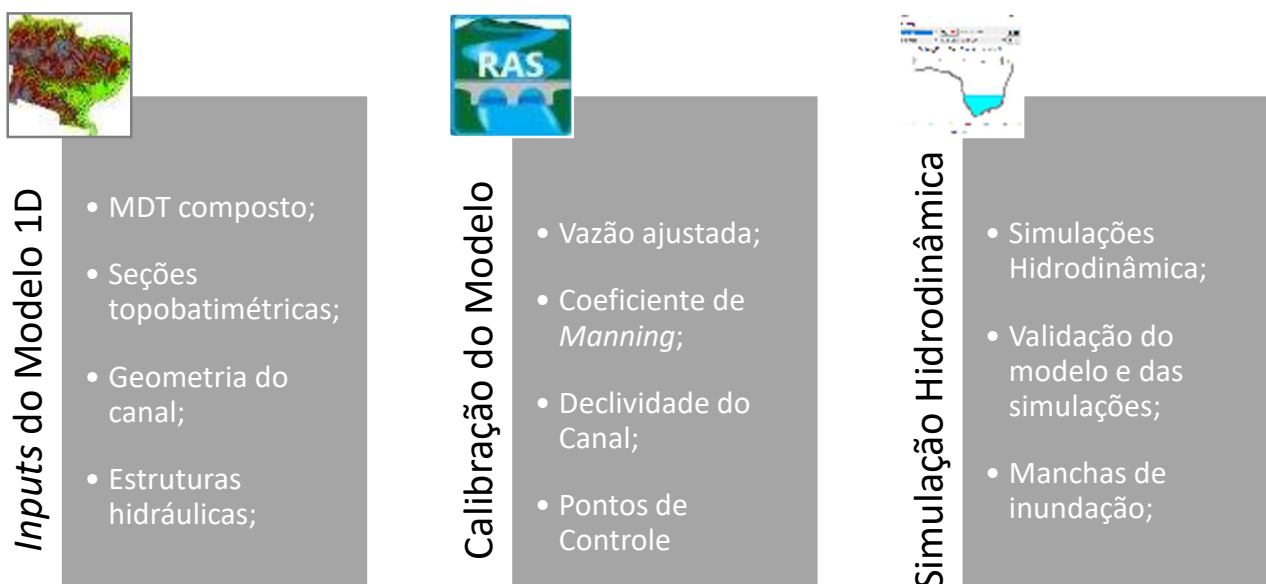 Inputs do Modelo 1D
• MDT composto;
• Seções
topobatimétricas;
• Geometria do
canal;
• Estruturas
hidráulicas;
RAS
Calibração do Modelo
• Vazão ajustada;
• Coeficiente de
Manning;
• Declividade do
Canal;
• Pontos de
Controle
Simulação Hidrodinâmica
• Simulações
Hidrodinâmica;
• Validação do
modelo e das
simulações;
• Manchas de
inundação;